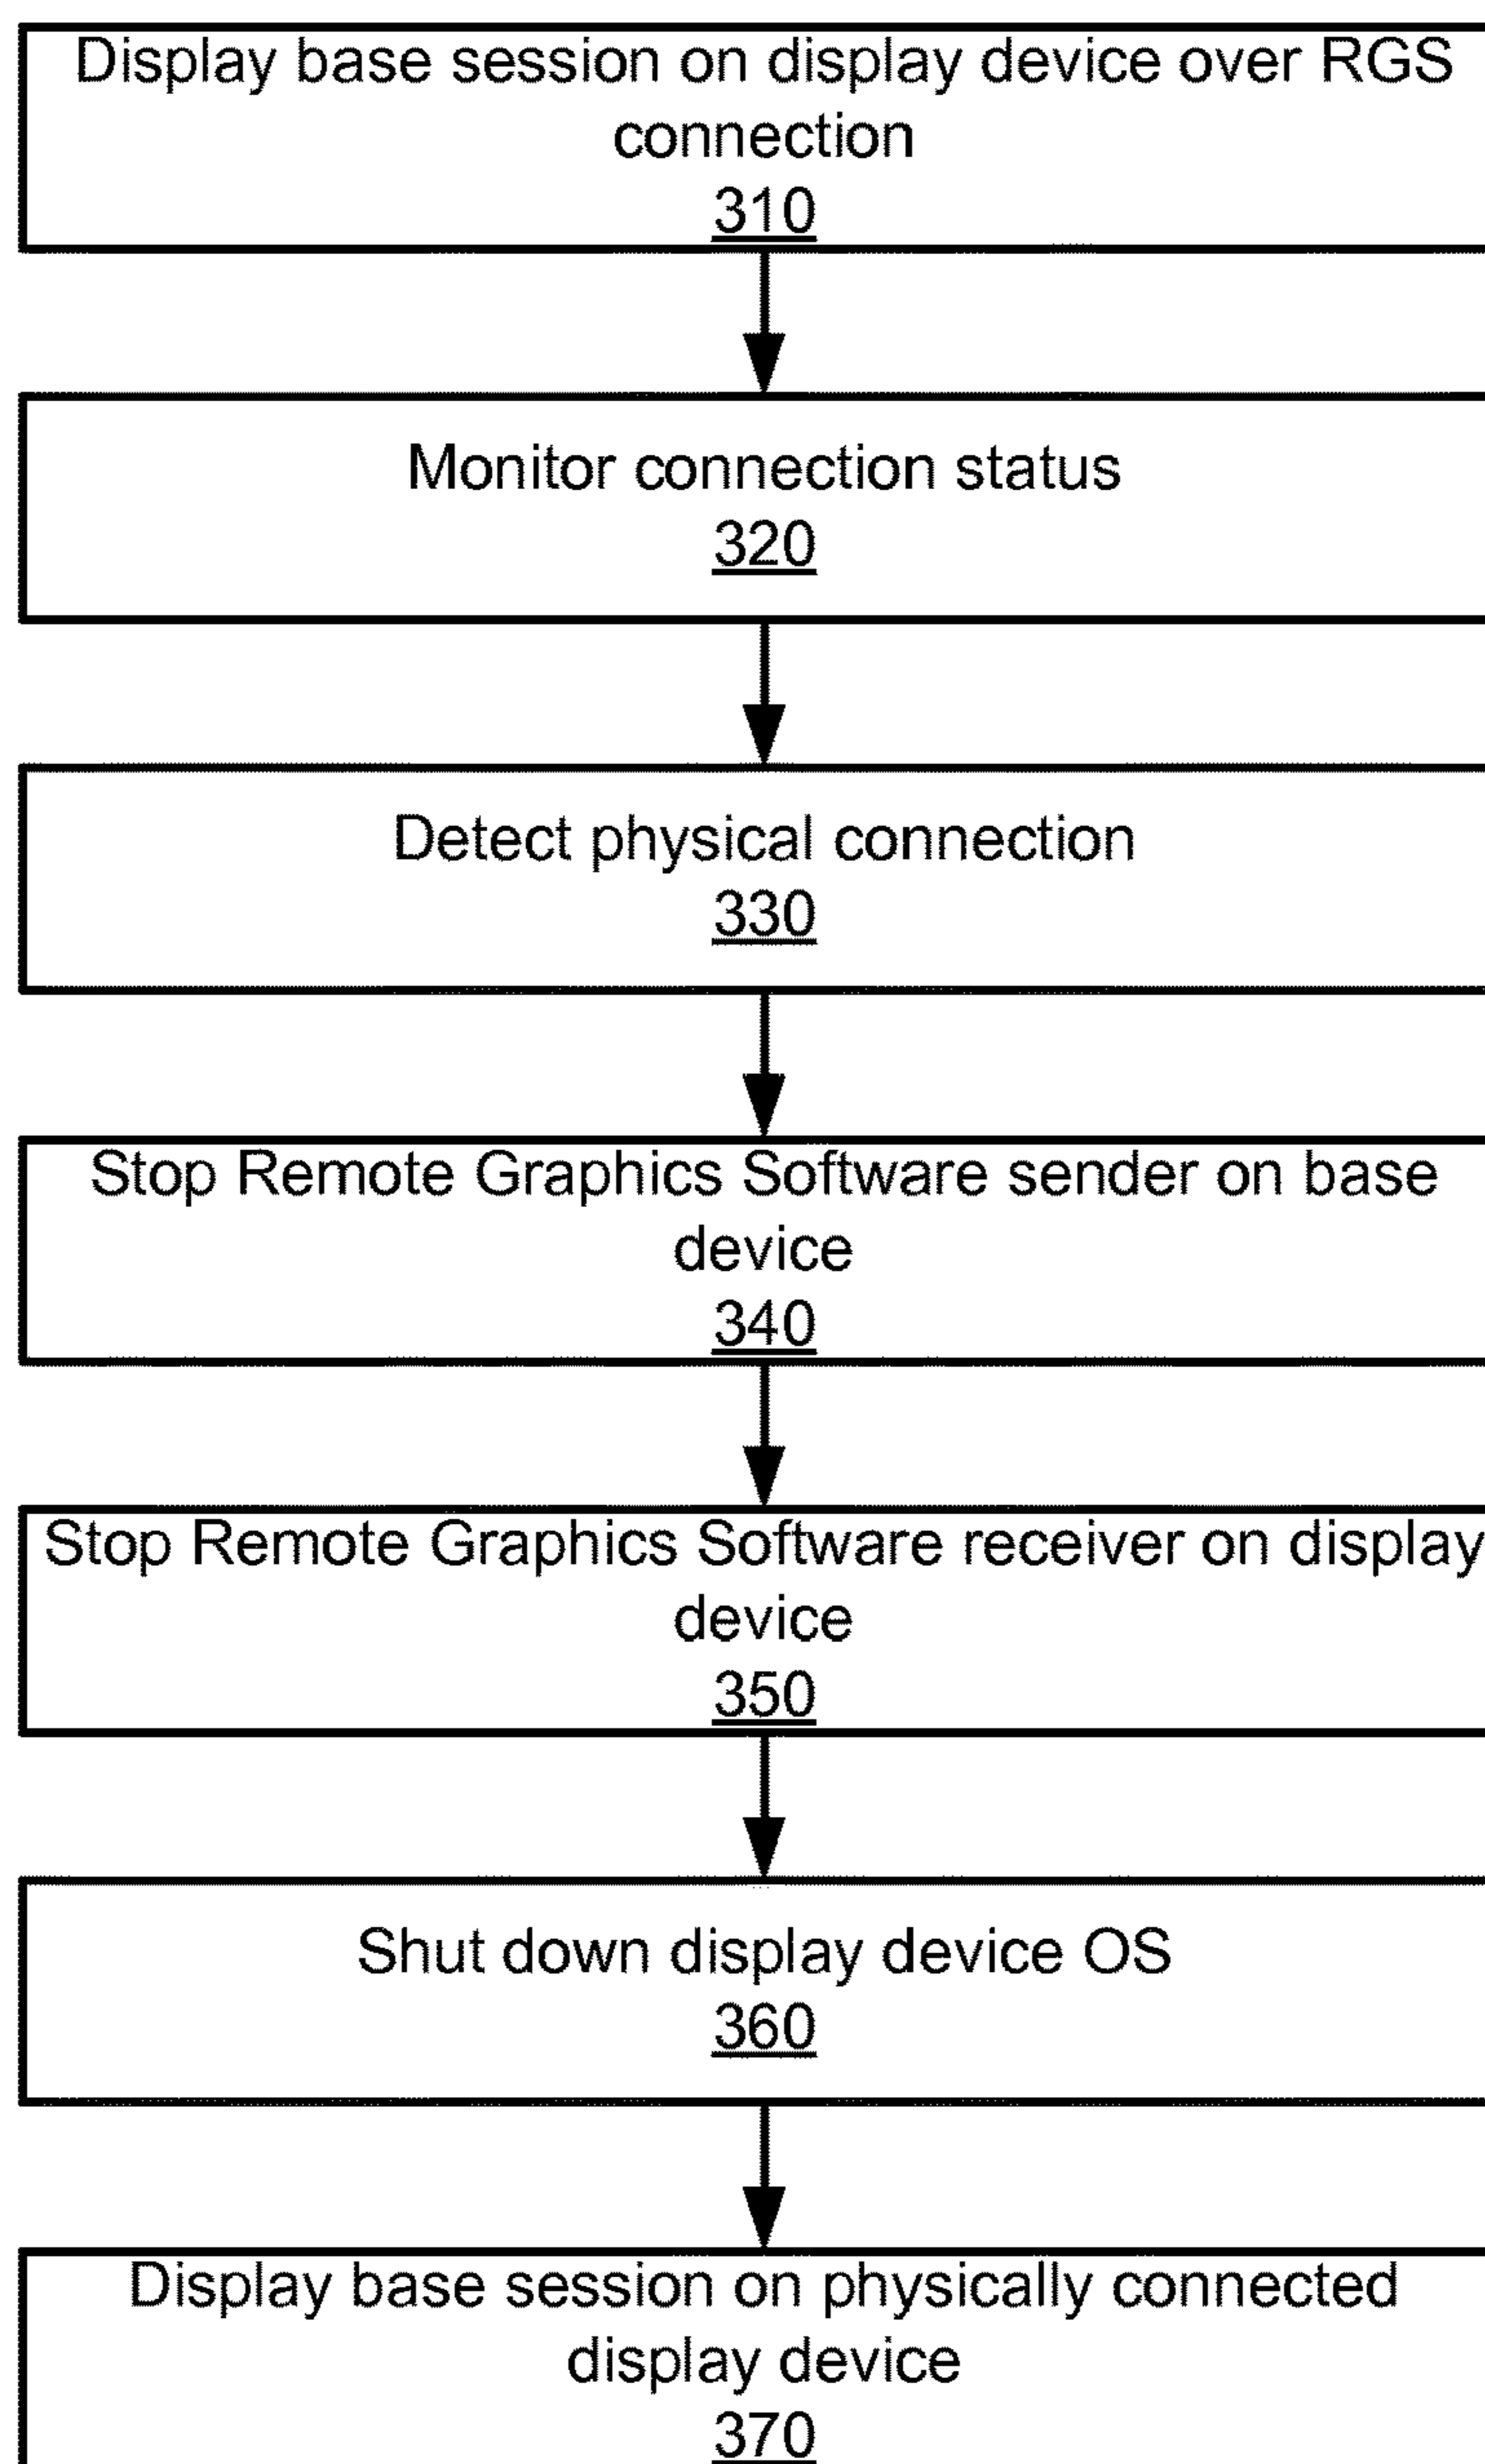 Display base session on display device over RGS
connection
310
Monitor connection status
320
Detect physical connection
330
Stop Remote Graphics Software sender on base
device
340
Stop Remote Graphics Software receiver on display
device
350
Shut down display device OS
360
Display base session on physically connected
display device
370